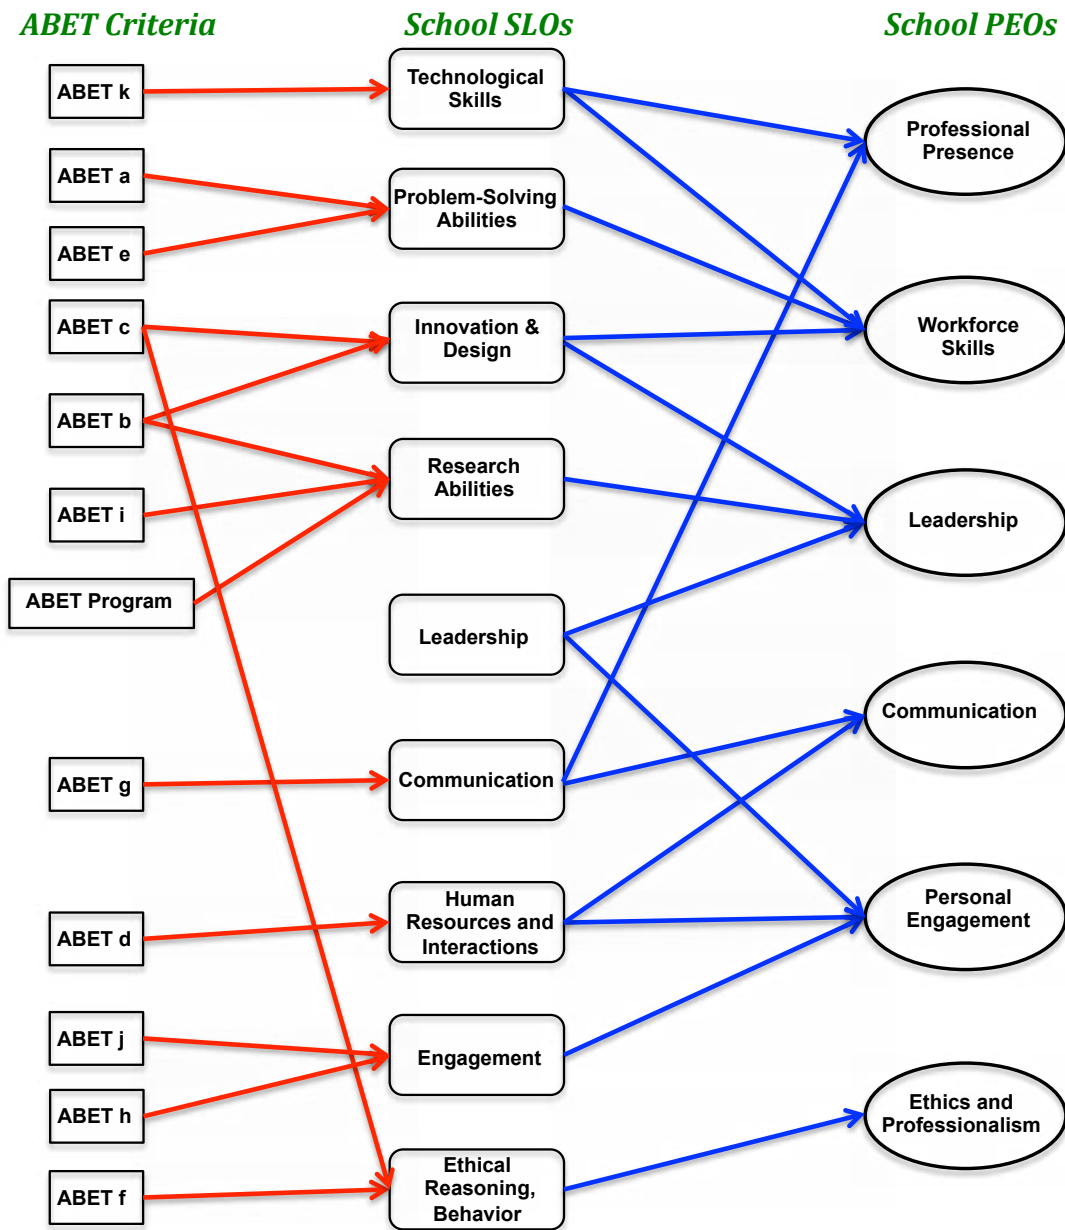 ABET Criteria
School SLOs
School PEOs
ABET k
ABET a
ABET e
ABET c
ABET b
ABET i
ABET Program
ABET g
ABET d
ABET j
ABET h
ABET f
Technological
Skills
Problem-Solving
Abilities
Innovation &
Design
Research
Abilities
Leadership
Communication
Human
Resources and
Interactions
Engagement
Ethical
Reasoning,
Behavior
Professional
Presence
Workforce
Skills
Leadership
Communication
Personal
Engagement
Ethics and
Professionalism